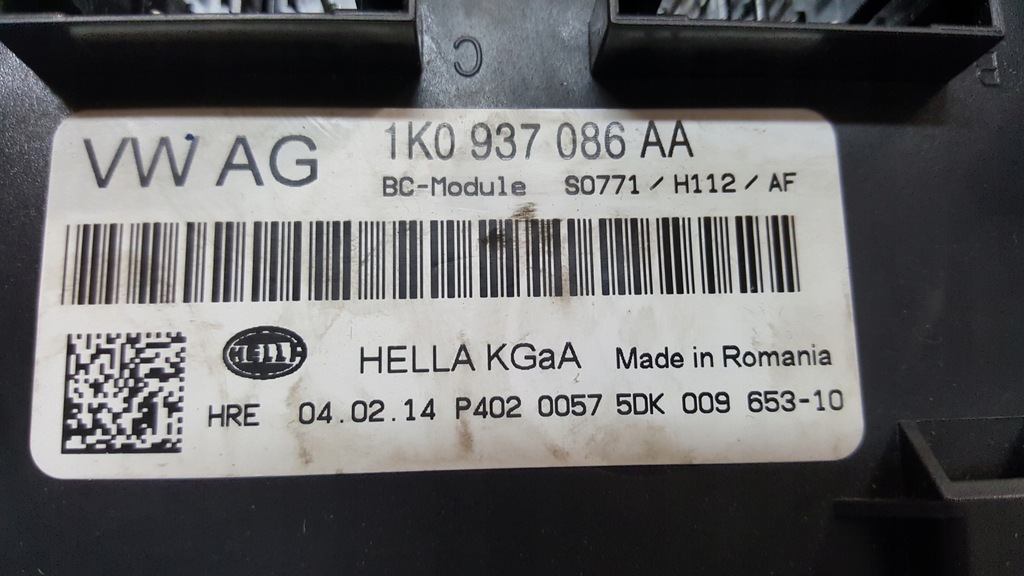 C
VW AG
1K0 937 086 AA
BC-Module S0771 / H112 / AF
HELLA
HELLA KGaA Made in Romania
HRE 04.02.14 P402 0057 5DK 009 653-10